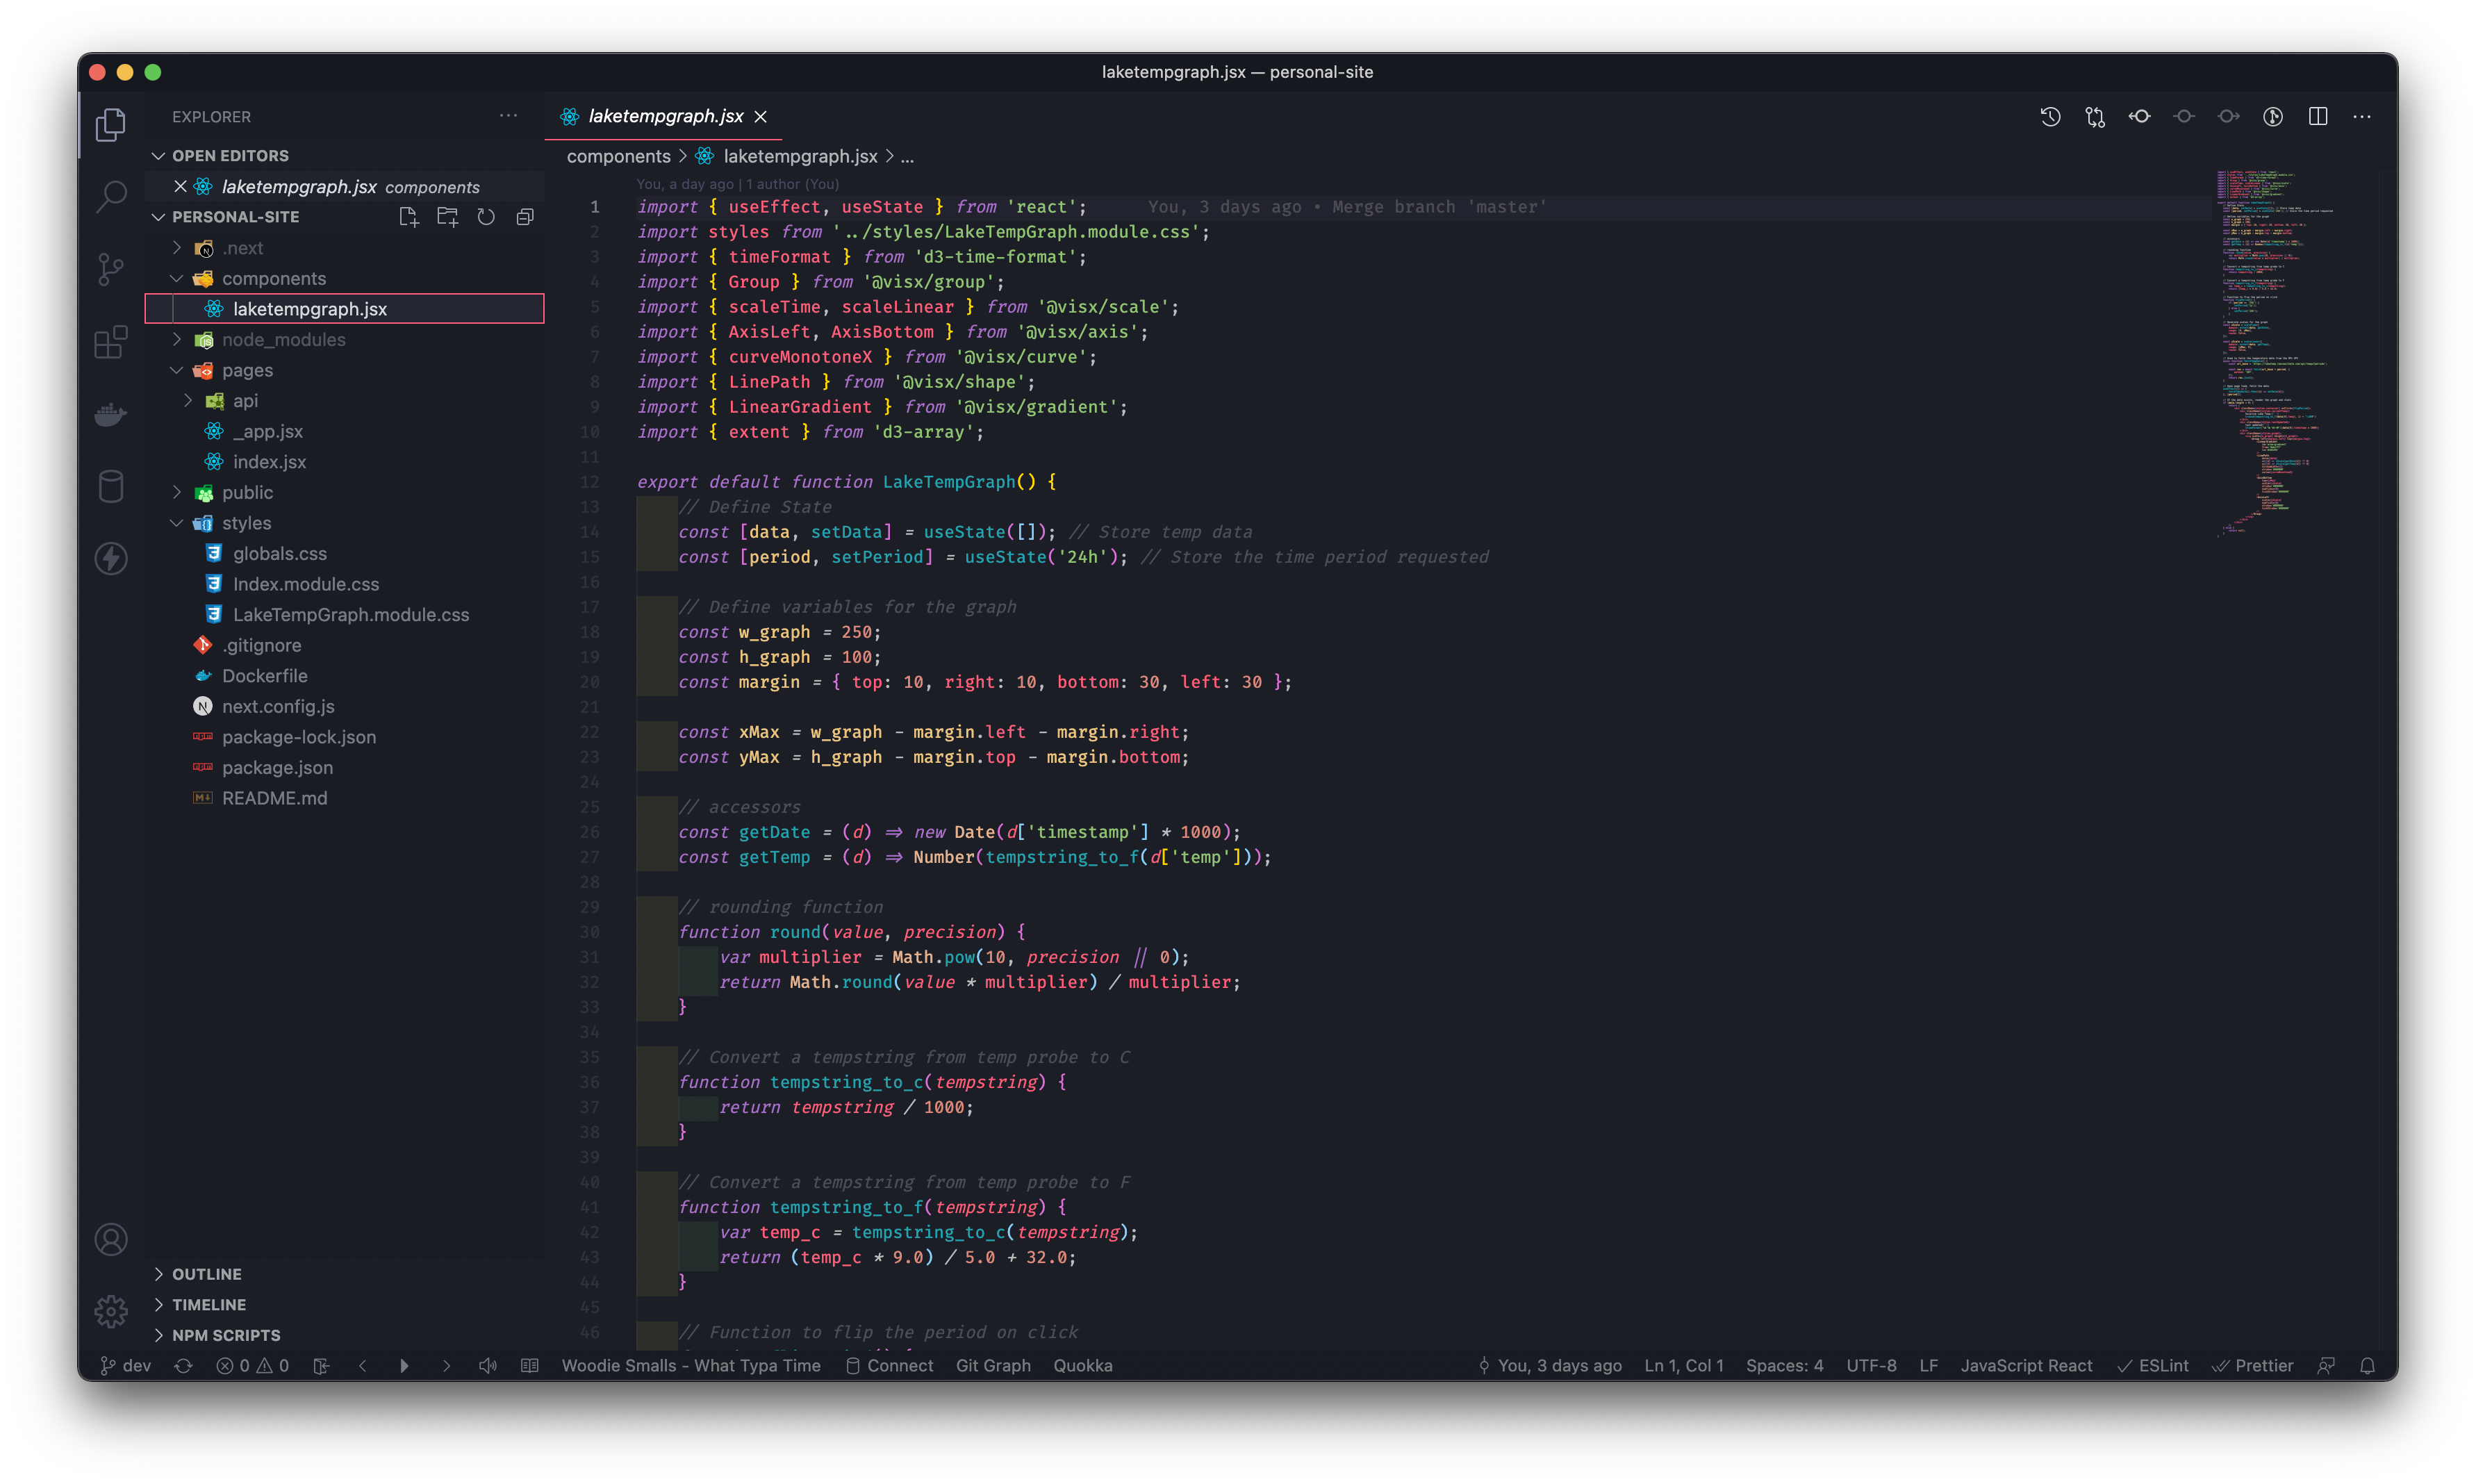 laketempgraph.jsx — personal-site
EXPLORER
OPEN EDITORS
laketempgraph.jsx components
PERSONAL-SITE
.next
components
laketempgraph.jsx
node_modules
pages
api
_app.jsx
index.jsx
public
styles
globals.css
Index.module.css
LakeTempGraph.module.css
.gitignore
Dockerfile
next.config.js
package-lock.json
package.json
README.md
OUTLINE
TIMELINE
NPM SCRIPTS
laketempgraph.jsx
components > laketempgraph.jsx > ...
You, a day ago | 1 author (You)
1 import { useEffect, useState } from 'react'; You, 3 days ago • Merge branch 'master'
2 import styles from '../styles/LakeTempGraph.module.css';
3 import { timeFormat } from 'd3-time-format';
4 import { Group } from '@visx/group';
5 import { scaleTime, scaleLinear } from '@visx/scale';
6 import { AxisLeft, AxisBottom } from '@visx/axis';
7 import { curveMonotoneX } from '@visx/curve';
8 import { LinePath } from '@visx/shape';
9 import { LinearGradient } from '@visx/gradient';
10 import { extent } from 'd3-array';
11
12 export default function LakeTempGraph() {
13 // Define State
14 const [data, setData] = useState([]); // Store temp data
15 const [period, setPeriod] = useState('24h'); // Store the time period requested
16
17 // Define variables for the graph
18 const w_graph = 250;
19 const h_graph = 100;
20 const margin = { top: 10, right: 10, bottom: 30, left: 30 };
21
22 const xMax = w_graph - margin.left - margin.right;
23 const yMax = h_graph - margin.top - margin.bottom;
24
25 // accessors
26 const getDate = (d) => new Date(d['timestamp'] * 1000);
27 const getTemp = (d) => Number(tempstring_to_f(d['temp']));
28
29 // rounding function
30 function round(value, precision) {
31 var multiplier = Math.pow(10, precision || 0);
32 return Math.round(value * multiplier) / multiplier;
33 }
34
35 // Convert a tempstring from temp probe to C
36 function tempstring_to_c(tempstring) {
37 return tempstring / 1000;
38 }
39
40 // Convert a tempstring from temp probe to F
41 function tempstring_to_f(tempstring) {
42 var temp_c = tempstring_to_c(tempstring);
43 return (temp_c * 9.0) / 5.0 + 32.0;
44 }
45
46 // Function to flip the period on click
dev 0 0 Woodie Smalls - What Typa Time Connect Git Graph Quokka You, 3 days ago Ln 1, Col 1 Spaces: 4 UTF-8 LF JavaScript React ESLint Prettier